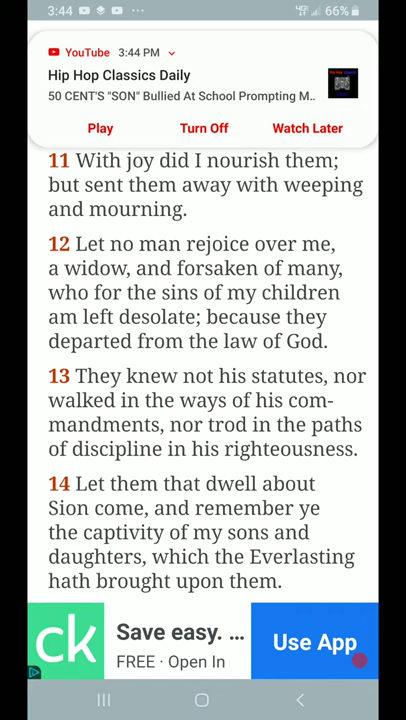 3:44 66%
YouTube 3:44 PM
Hip Hop Classics Daily
50 CENT'S "SON" Bullied At School Prompting M..
Play Turn Off Watch Later
11 With joy did I nourish them;
but sent them away with weeping
and mourning.
12 Let no man rejoice over me,
a widow, and forsaken of many,
who for the sins of my children
am left desolate; because they
departed from the law of God.
13 They knew not his statutes, nor
walked in the ways of his com-
mandments, nor trod in the paths
of discipline in his righteousness.
14 Let them that dwell about
Sion come, and remember ye
the captivity of my sons and
daughters, which the Everlasting
hath brought upon them.
ck
Save easy. ...
FREE · Open In
Use App